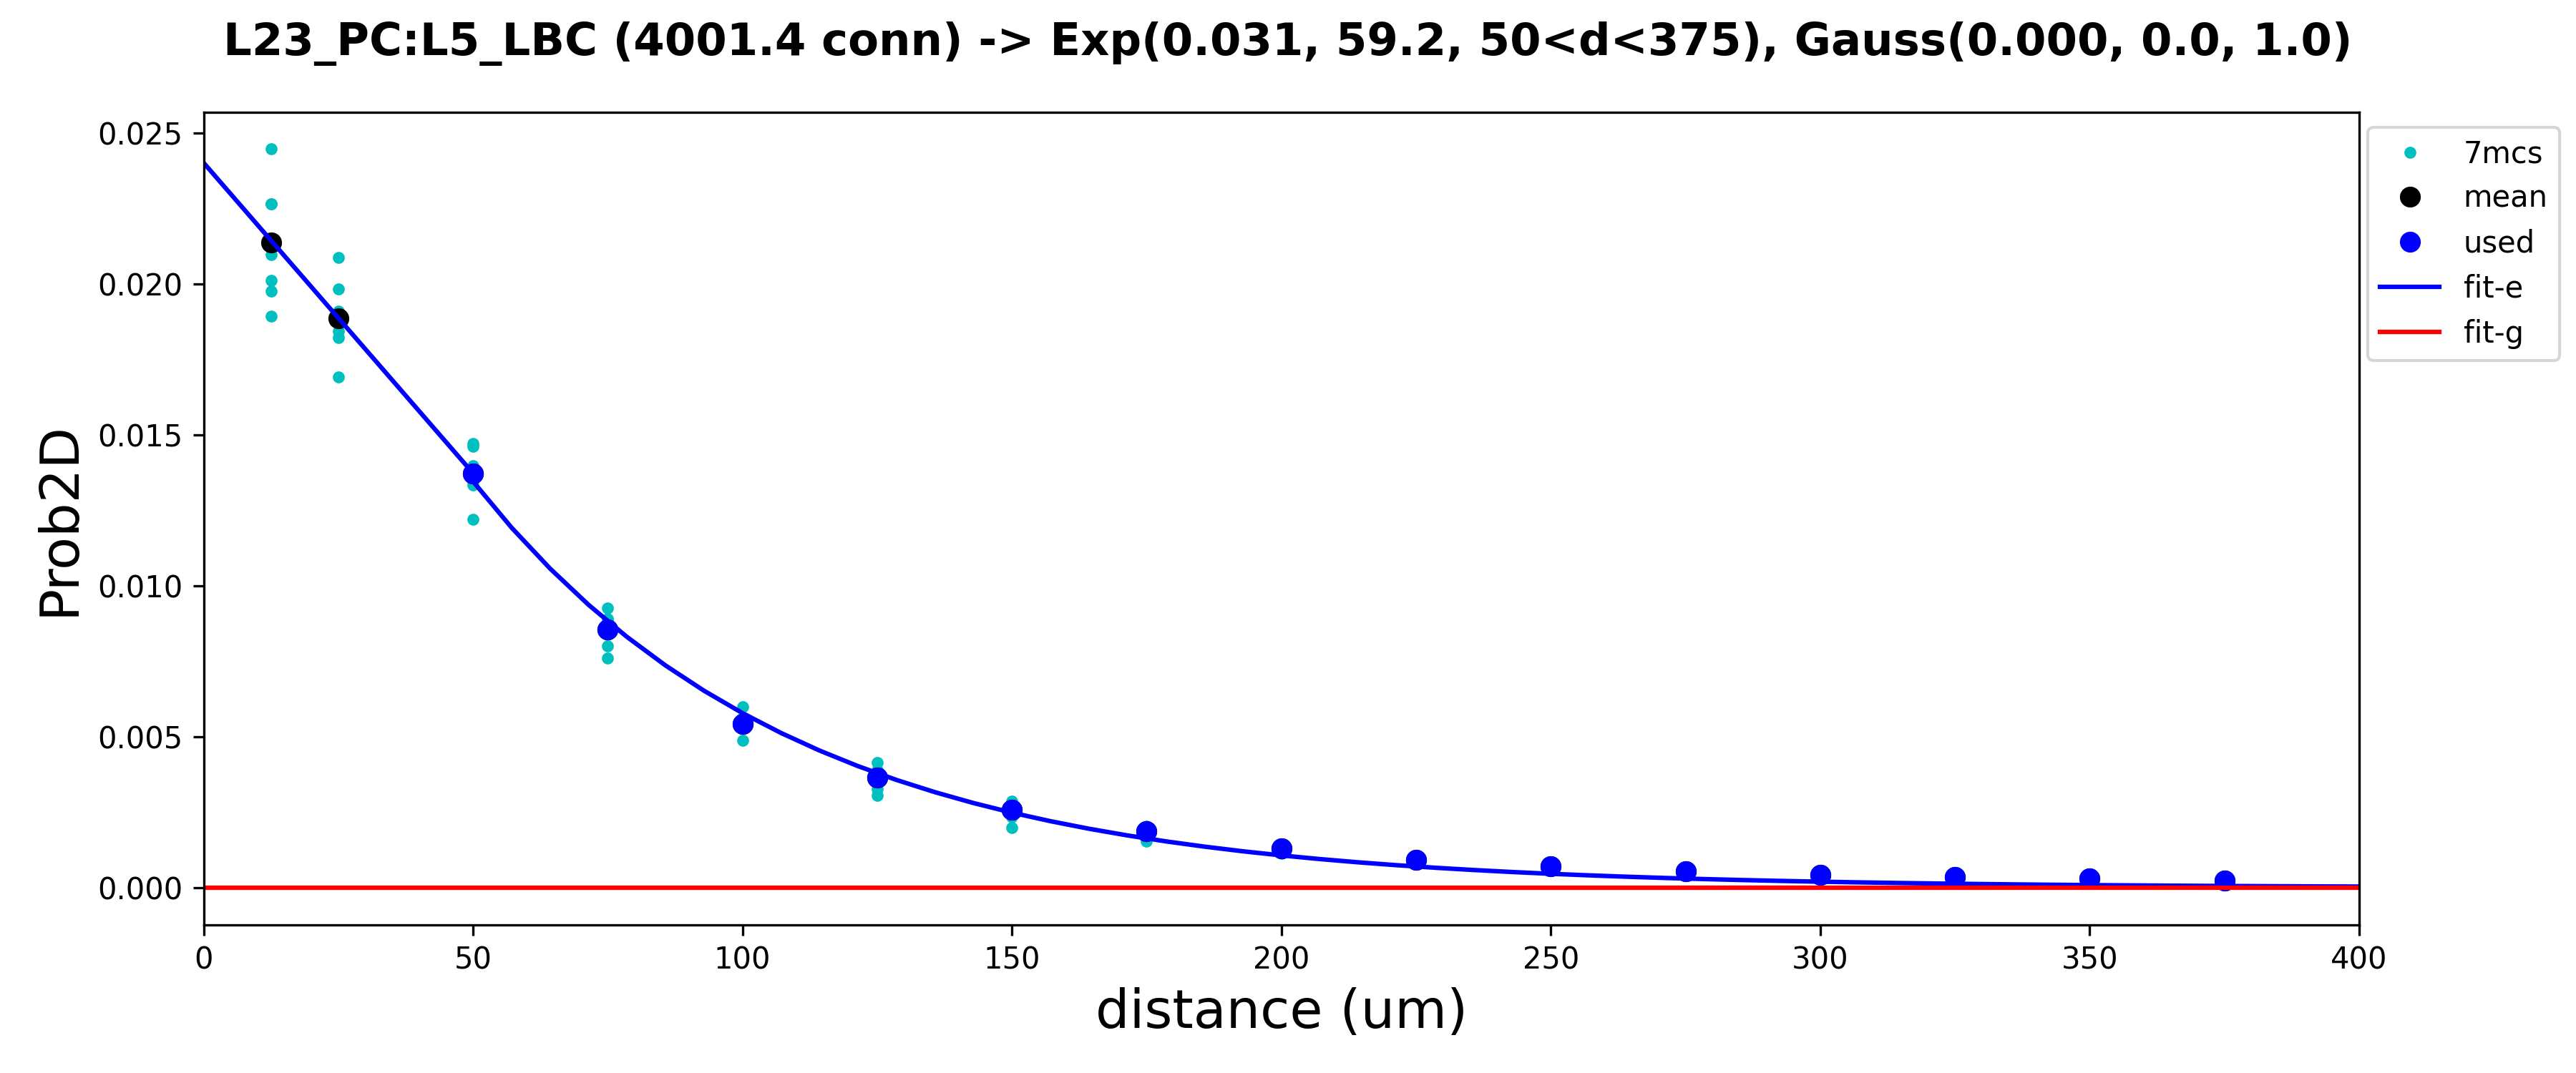 L23_PC:L5_LBC (4001.4 conn) -> Exp(0.031, 59.2, 50<d<375), Gauss(0.000, 0.0, 1.0)
0.025
0.020
0.015
0.010
0.005
0.000
Prob2D
0 50 100 150 200 250 300 350 400
distance (um)
7mcs
mean
used
fit-e
fit-g